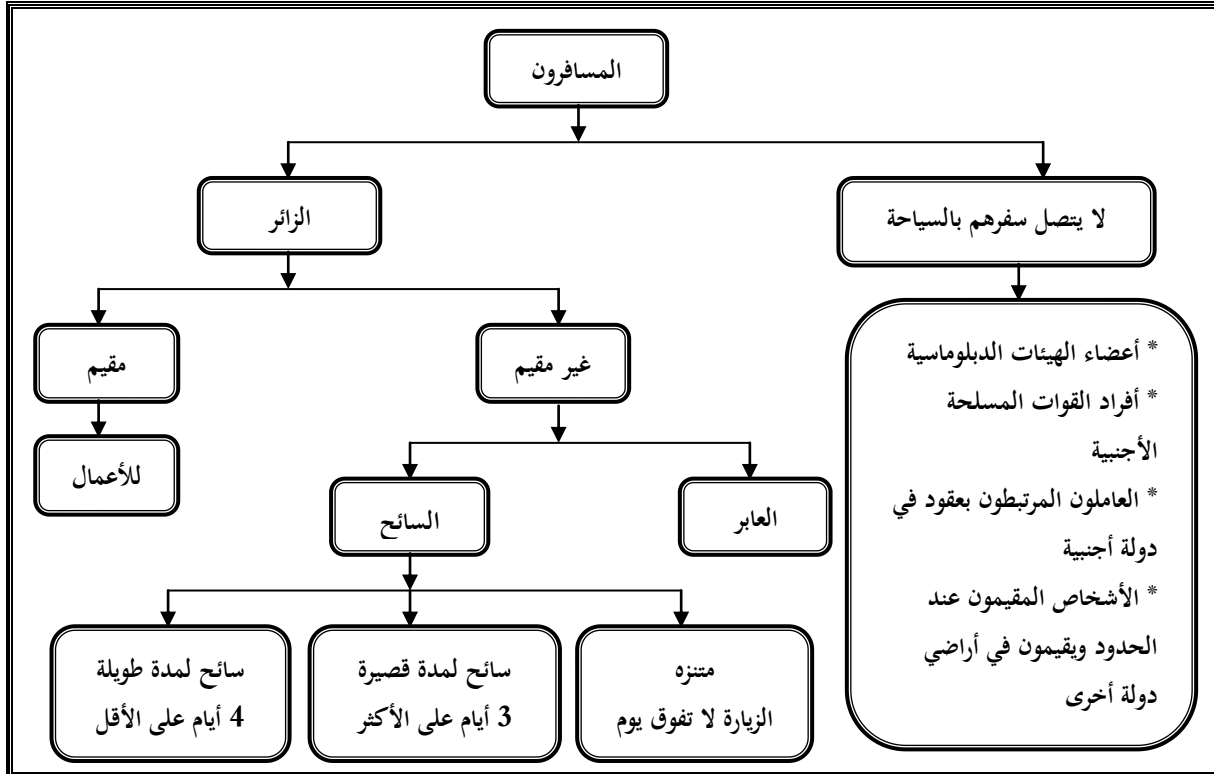 المسافرون
لا يتصل سفرهم بالسياحة
الزائر
* أعضاء الهيئات الدبلوماسية
* أفراد القوات المسلحة
الأجنبية
* العاملون المرتبطون بعقود في
دولة أجنبية
* الأشخاص المقيمون عند
الحدود ويقيمون في أراضي
دولة أخرى
غير مقيم
مقيم
للأعمال
العابر
السائح
متنزه
الزيارة لا تفوق يوم
سائح لمدة قصيرة
3 أيام على الأكثر
سائح لمدة طويلة
4 أيام على الأقل